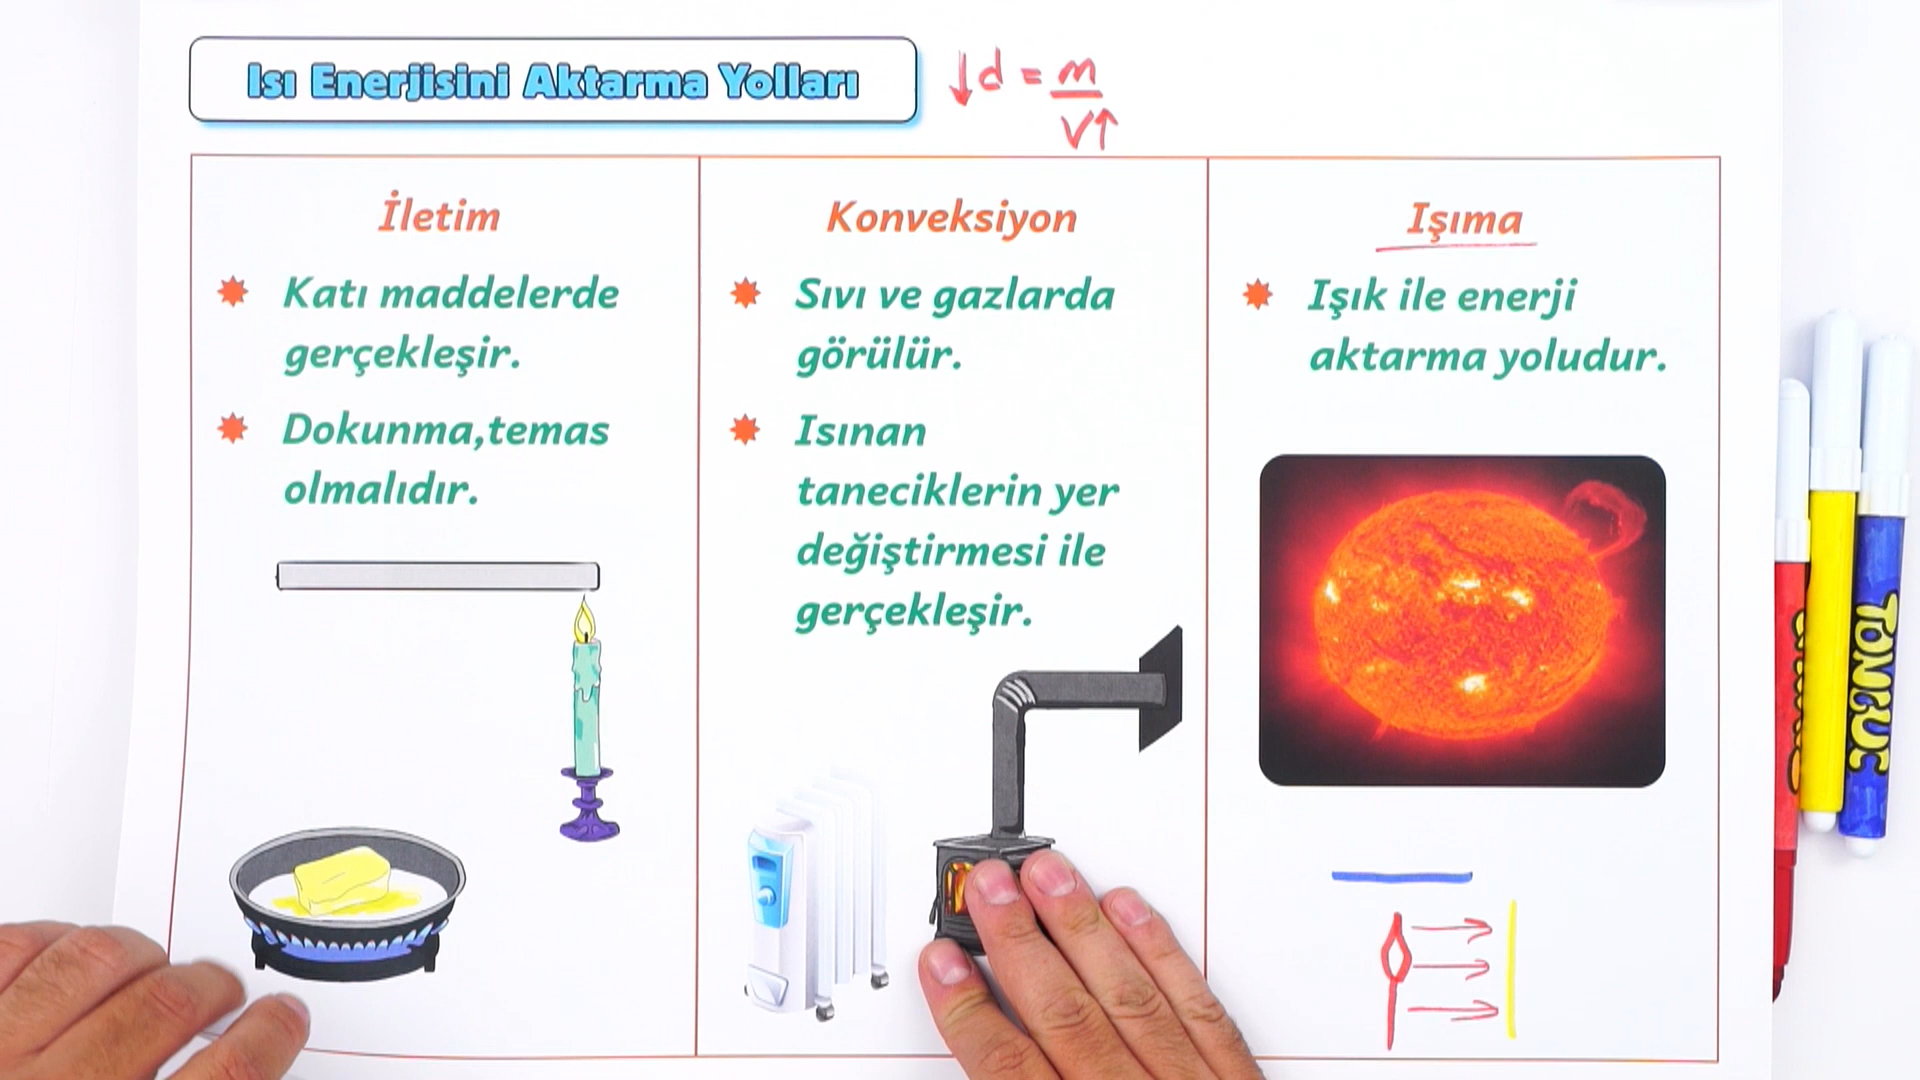 Isı Enerjisini Aktarma Yolları
↓d = m
V↑
İletim
Katı maddelerde
gerçekleşir.
Dokunma,temas
olmalıdır.
Konveksiyon
Sıvı ve gazlarda
görülür.
Isınan
taneciklerin yer
değiştirmesi ile
gerçekleşir.
Işıma
Işık ile enerji
aktarma yoludur.
TONKUÇ